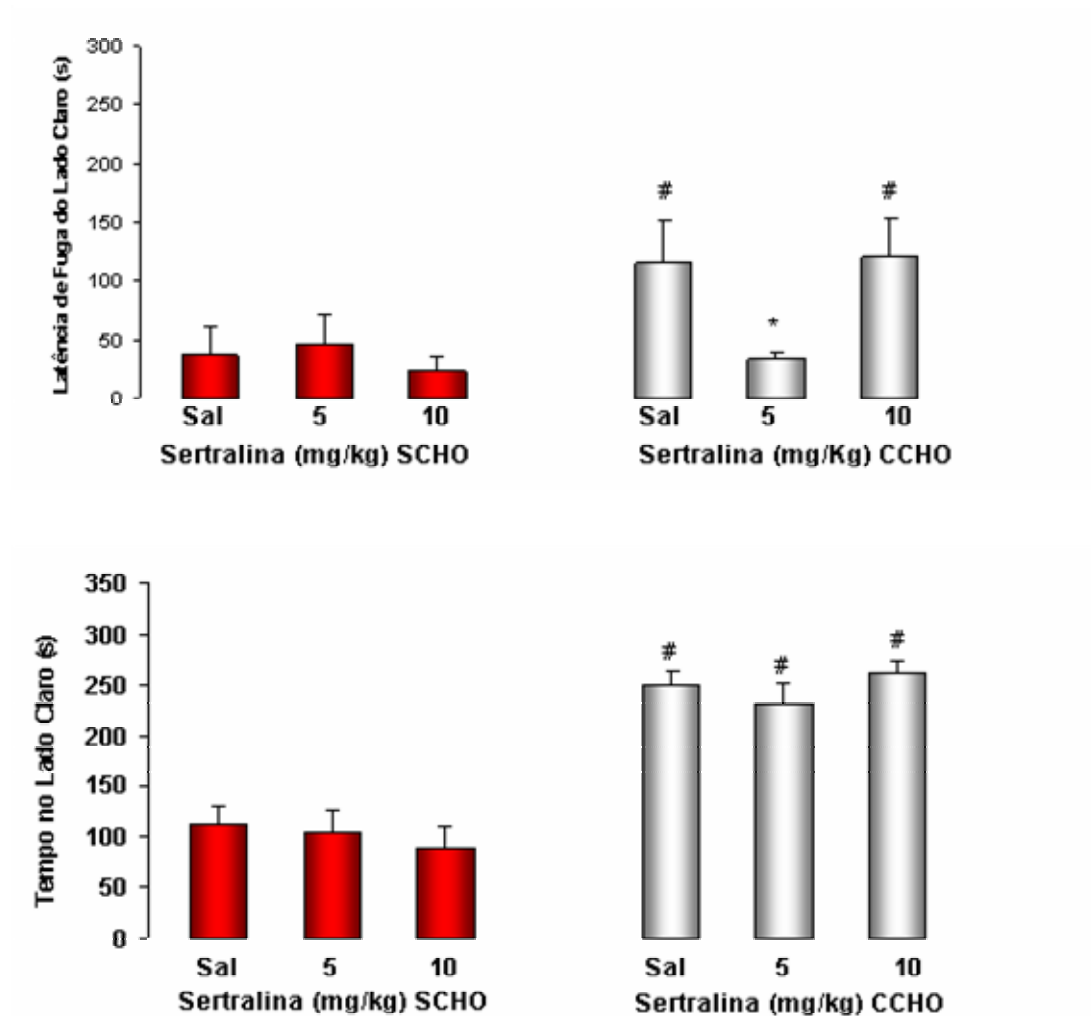 Latência de Fuga do Lado Claro (s)
300
250
200
150
100
50
0
# #
*
Sal 5 10 Sal 5 10
Sertralina (mg/kg) SCHO Sertralina (mg/Kg) CCHO
Tempo no Lado Claro (s)
350
300
250
200
150
100
50
0
# # #
Sal 5 10 Sal 5 10
Sertralina (mg/kg) SCHO Sertralina (mg/kg) CCHO